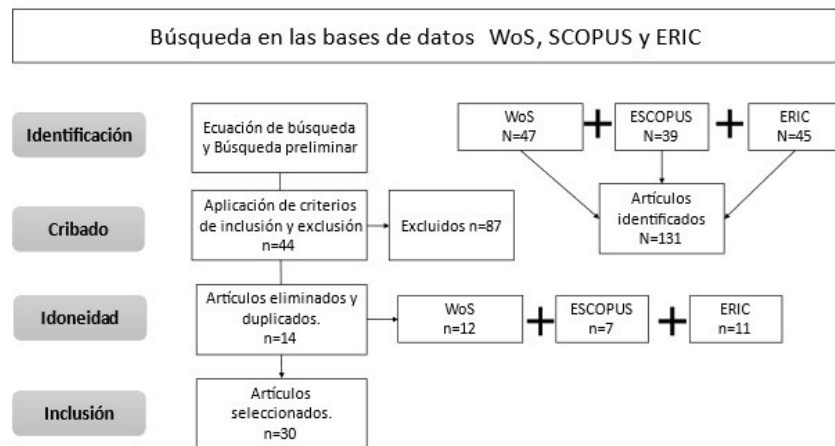 Búsqueda en las bases de datos WoS, SCOPUS y ERIC
Identificación
Ecuación de búsqueda
y Búsqueda preliminar
WoS
N=47
+
ESCOPUS
N=39
+
ERIC
N=45
Artículos
identificados
N=131
Cribado
Aplicación de criterios
de inclusión y exclusión
n=44
Excluidos n=87
Idoneidad
Artículos eliminados y
duplicados.
n=14
WoS
n=12
+
ESCOPUS
n=7
+
ERIC
n=11
Inclusión
Artículos
seleccionados.
n=30